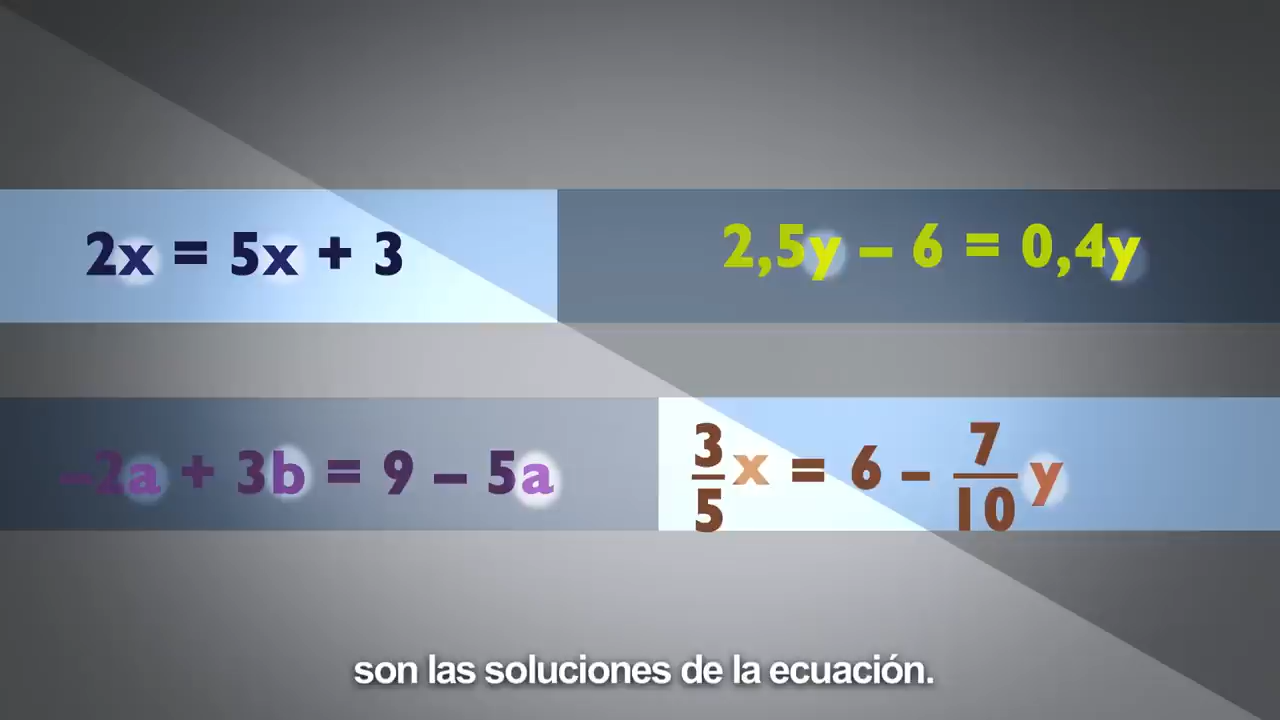 2x = 5x + 3
2,5y – 6 = 0,4y
–2a + 3b = 9 – 5a
3/5 x = 6 – 7/10 y
son las soluciones de la ecuación.